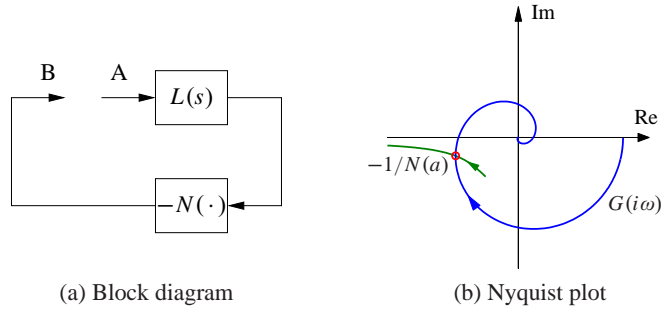 B
A
L(s)
−N(·)
(a) Block diagram
Im
Re
−1/N(a)
G(iω)
(b) Nyquist plot